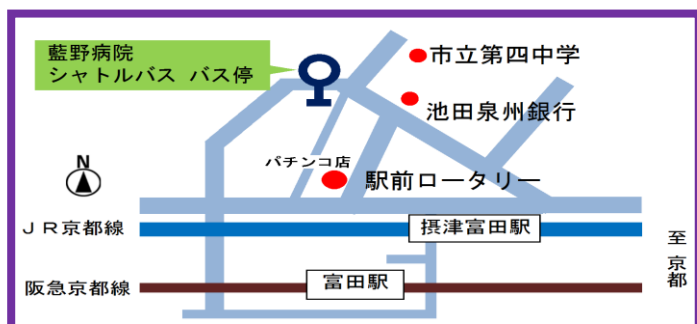 藍野病院
シャトルバス バス停
市立第四中学
池田泉州銀行
N
パチンコ店
駅前ロータリー
ＪＲ京都線
摂津富田駅
至 京都
阪急京都線
富田駅